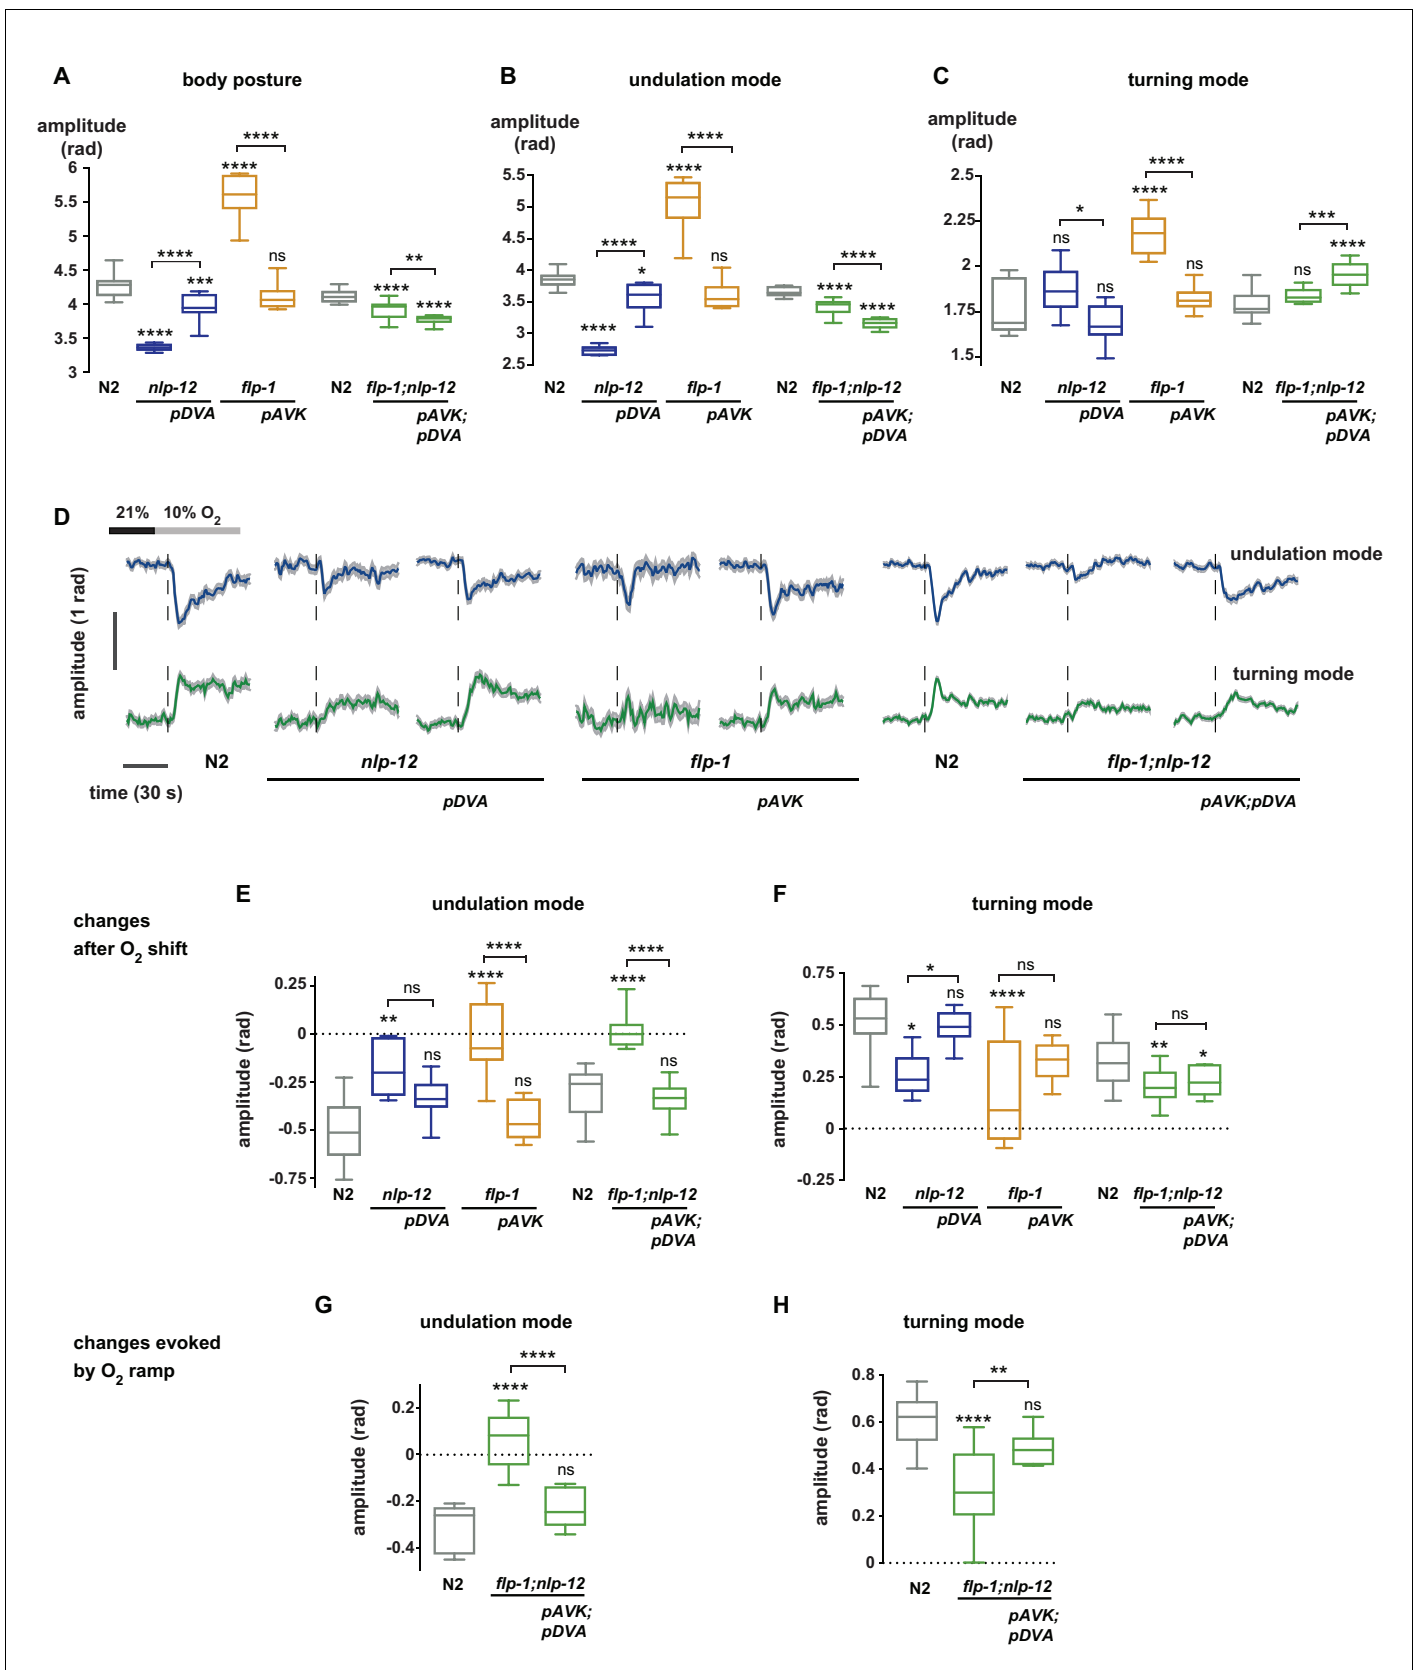 A body posture
amplitude
(rad)
6
5.5
5
4.5
4
3.5
3
****
****
****
***
****
ns
**
****
****
N2 nlp-12 flp-1 N2 flp-1;nlp-12
pDVA pAVK pAVK;
pDVA
B undulation mode
amplitude
(rad)
5.5
5
4.5
4
3.5
3
2.5
****
****
****
*
****
ns
****
****
****
N2 nlp-12 flp-1 N2 flp-1;nlp-12
pDVA pAVK pAVK;
pDVA
C turning mode
amplitude
(rad)
2.5
2.25
2
1.75
1.5
*
ns
ns
****
****
ns
***
ns
****
N2 nlp-12 flp-1 N2 flp-1;nlp-12
pDVA pAVK pAVK;
pDVA
D
21% 10% O2
undulation mode
amplitude (1 rad)
turning mode
N2 nlp-12 flp-1 N2 flp-1;nlp-12
time (30 s)
pDVA pAVK pAVK;pDVA
changes
after O2 shift
E undulation mode
amplitude (rad)
0.25
0
-0.25
-0.5
-0.75
ns
**
ns
****
****
ns
****
****
ns
N2 nlp-12 flp-1 N2 flp-1;nlp-12
pDVA pAVK pAVK;
pDVA
F turning mode
amplitude (rad)
0.75
0.5
0.25
0
-0.25
*
*
ns
ns
****
ns
ns
**
*
N2 nlp-12 flp-1 N2 flp-1;nlp-12
pDVA pAVK pAVK;
pDVA
changes evoked
by O2 ramp
G undulation mode
amplitude (rad)
0.2
0
-0.2
-0.4
****
****
ns
N2 flp-1;nlp-12
pAVK;
pDVA
H turning mode
amplitude (rad)
0.8
0.6
0.4
0.2
0
**
****
ns
N2 flp-1;nlp-12
pAVK;
pDVA